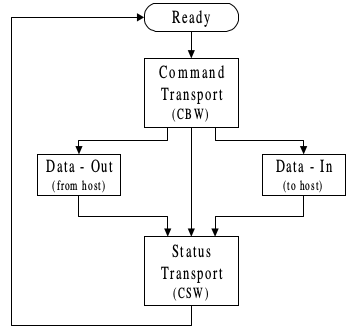 Ready
Command
Transport
(CBW)
Data - Out
(from host)
Data - In
(to host)
Status
Transport
(CSW)